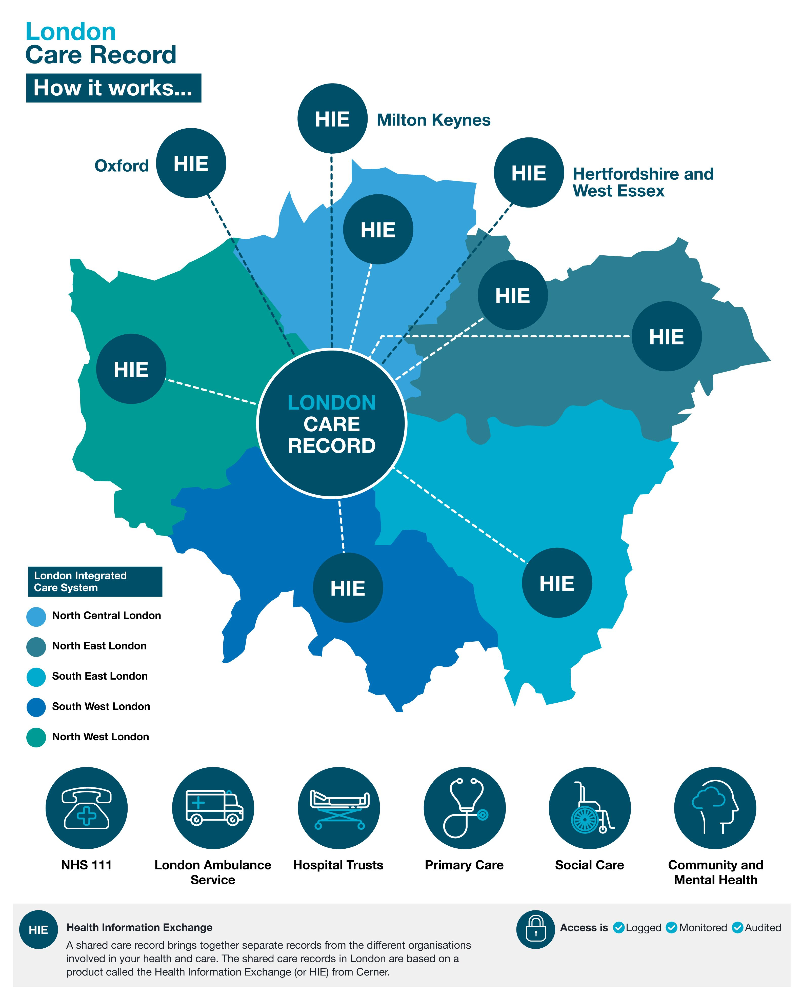 London
Care Record
How it works...
HIE
Milton Keynes
Oxford
HIE
HIE
Hertfordshire and
West Essex
HIE
HIE
HIE
HIE
LONDON
CARE
RECORD
HIE
HIE
London Integrated
Care System
North Central London
North East London
South East London
South West London
North West London
NHS 111
London Ambulance
Service
Hospital Trusts
Primary Care
Social Care
Community and
Mental Health
HIE
Health Information Exchange
A shared care record brings together separate records from the different organisations
involved in your health and care. The shared care records in London are based on a
product called the Health Information Exchange (or HIE) from Cerner.
Access is Logged Monitored Audited